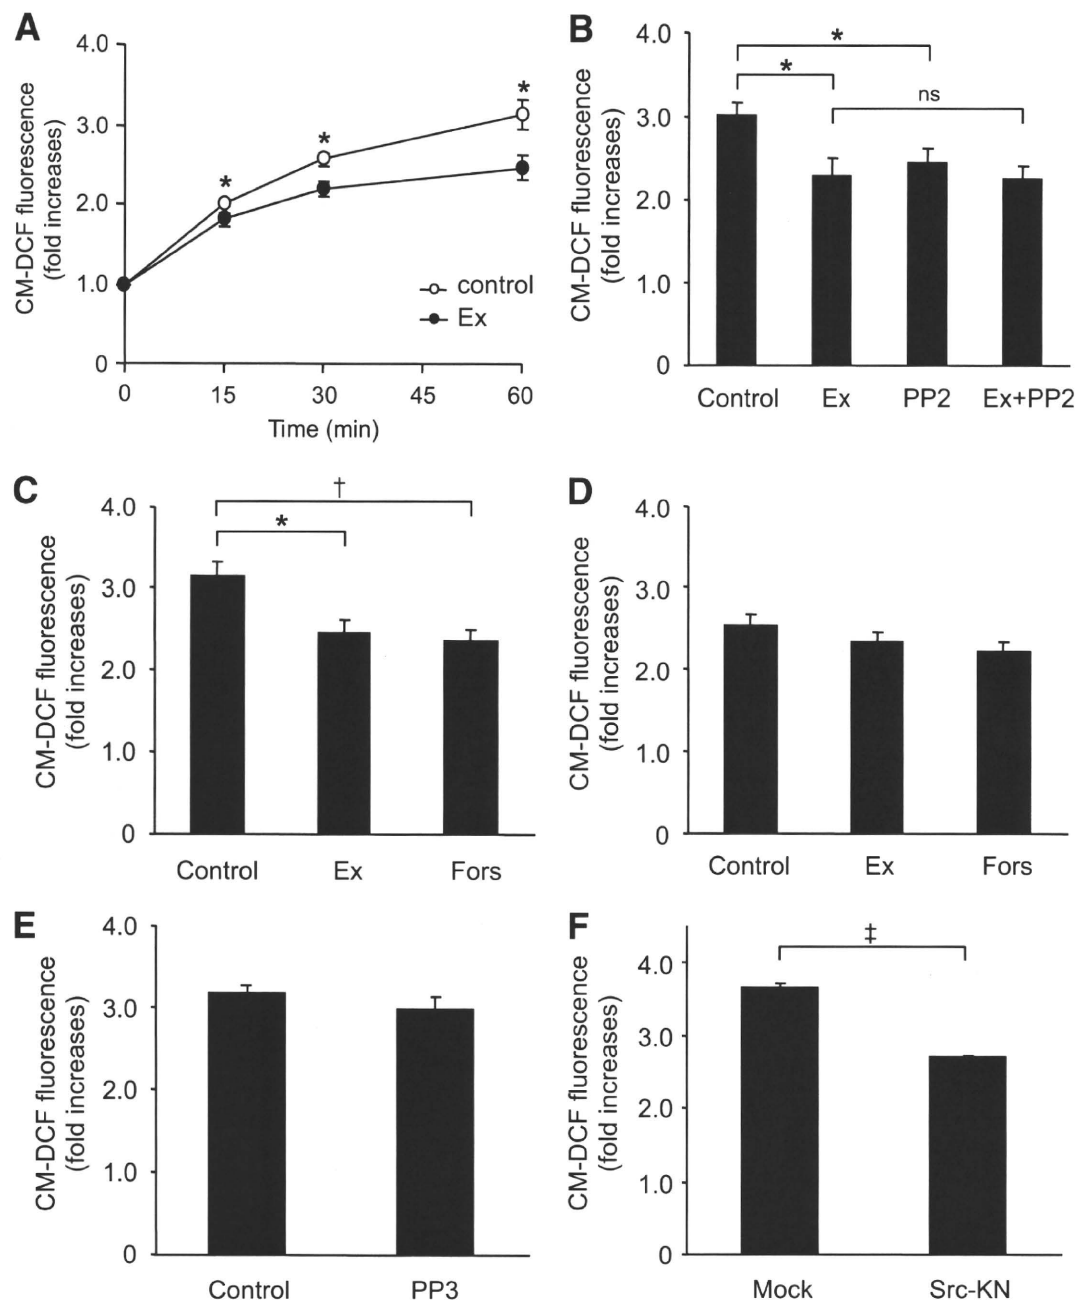 A
4.0
3.0
2.0
1.0
0
CM-DCF fluorescence
(fold increases)
*
*
*
control
Ex
0
15
30
45
60
Time (min)
B
4.0
3.0
2.0
1.0
0
CM-DCF fluorescence
(fold increases)
*
*
ns
Control
Ex
PP2
Ex+PP2
C
4.0
3.0
2.0
1.0
0
CM-DCF fluorescence
(fold increases)
†
*
Control
Ex
Fors
D
4.0
3.0
2.0
1.0
0
CM-DCF fluorescence
(fold increases)
Control
Ex
Fors
E
4.0
3.0
2.0
1.0
0
CM-DCF fluorescence
(fold increases)
Control
PP3
F
4.0
3.0
2.0
1.0
0
CM-DCF fluorescence
(fold increases)
‡
Mock
Src-KN